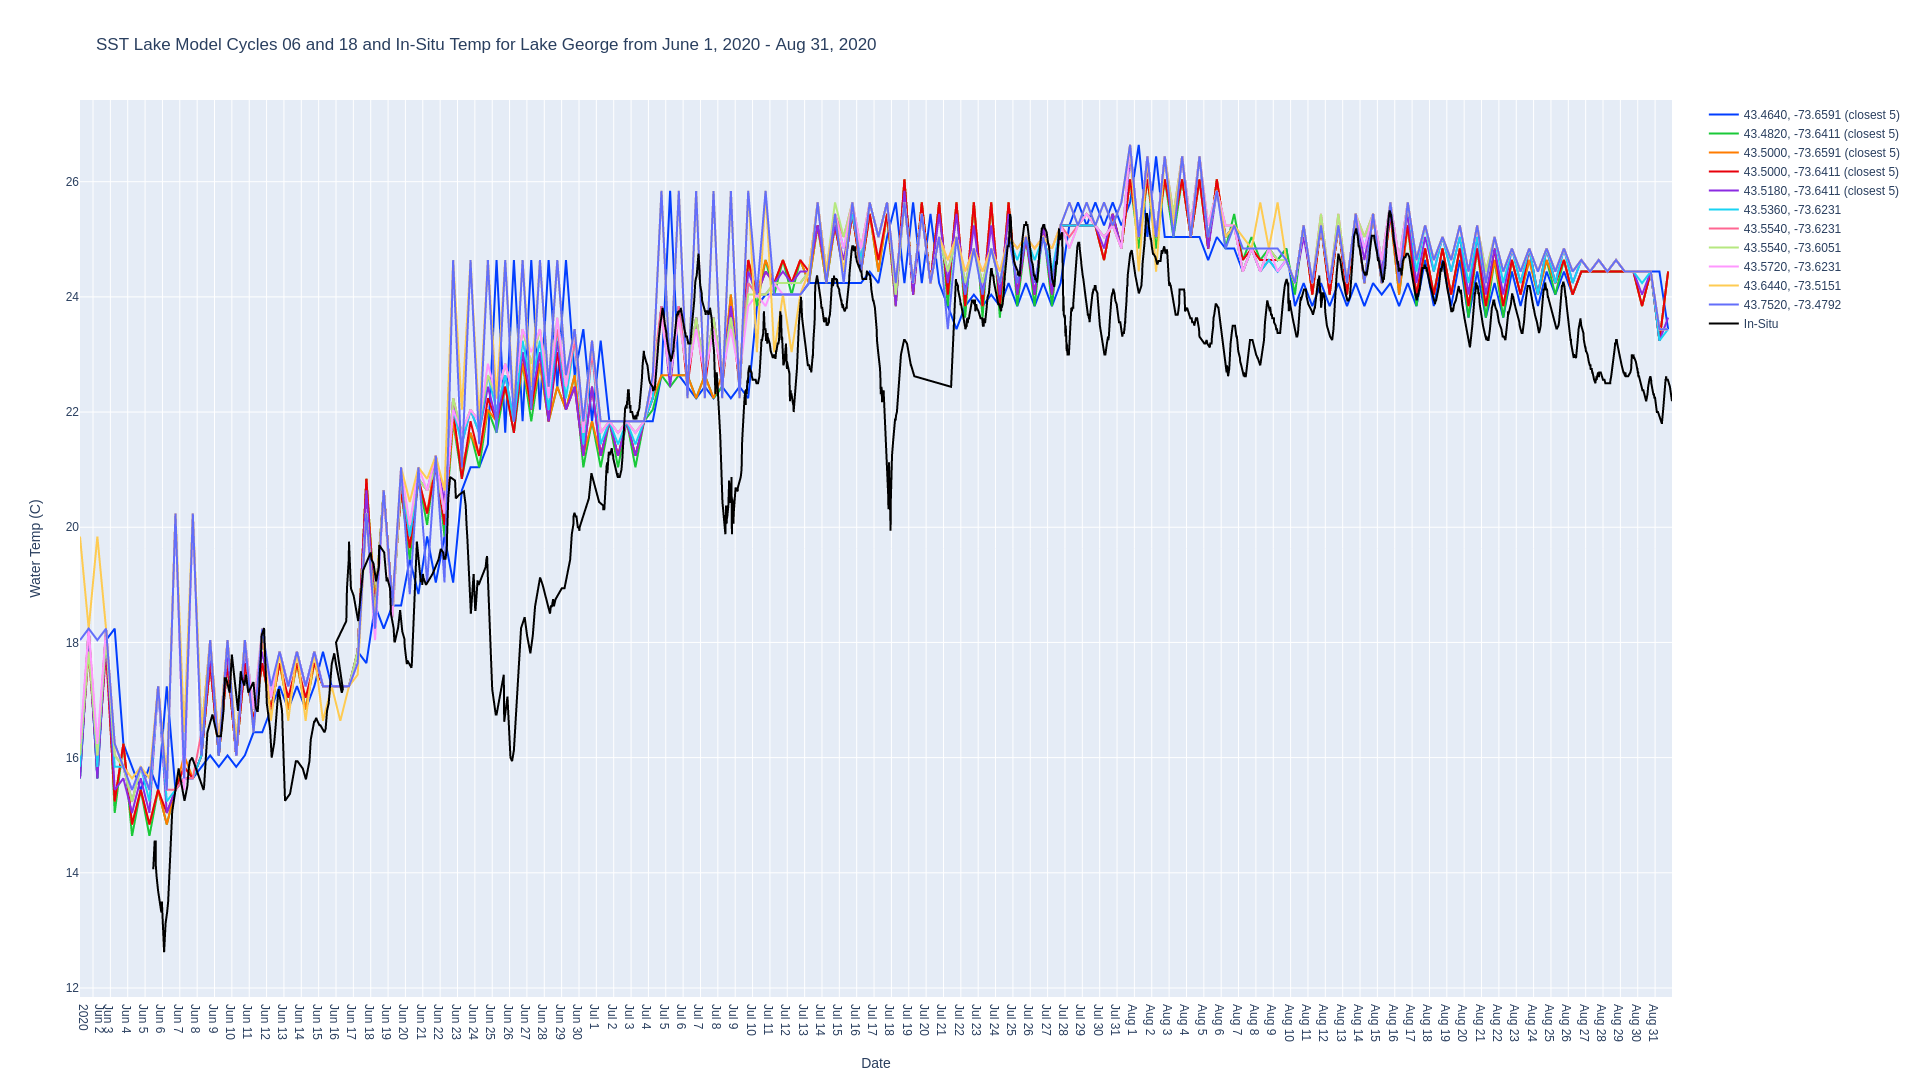 SST Lake Model Cycles 06 and 18 and In-Situ Temp for Lake George from June 1, 2020 - Aug 31, 2020
43.4640, -73.6591 (closest 5)
43.4820, -73.6411 (closest 5)
43.5000, -73.6591 (closest 5)
43.5000, -73.6411 (closest 5)
43.5180, -73.6411 (closest 5)
43.5360, -73.6231
43.5540, -73.6231
43.5540, -73.6051
43.5720, -73.6231
43.6440, -73.5151
43.7520, -73.4792
In-Situ
Water Temp (C)
26
24
22
20
18
16
14
12
2020
Jun 2
Jun 3
Jun 4
Jun 5
Jun 6
Jun 7
Jun 8
Jun 9
Jun 10
Jun 11
Jun 12
Jun 13
Jun 14
Jun 15
Jun 16
Jun 17
Jun 18
Jun 19
Jun 20
Jun 21
Jun 22
Jun 23
Jun 24
Jun 25
Jun 26
Jun 27
Jun 28
Jun 29
Jun 30
Jul 1
Jul 2
Jul 3
Jul 4
Jul 5
Jul 6
Jul 7
Jul 8
Jul 9
Jul 10
Jul 11
Jul 12
Jul 13
Jul 14
Jul 15
Jul 16
Jul 17
Jul 18
Jul 19
Jul 20
Jul 21
Jul 22
Jul 23
Jul 24
Jul 25
Jul 26
Jul 27
Jul 28
Jul 29
Jul 30
Jul 31
Aug 1
Aug 2
Aug 3
Aug 4
Aug 5
Aug 6
Aug 7
Aug 8
Aug 9
Aug 10
Aug 11
Aug 12
Aug 13
Aug 14
Aug 15
Aug 16
Aug 17
Aug 18
Aug 19
Aug 20
Aug 21
Aug 22
Aug 23
Aug 24
Aug 25
Aug 26
Aug 27
Aug 28
Aug 29
Aug 30
Aug 31
Date